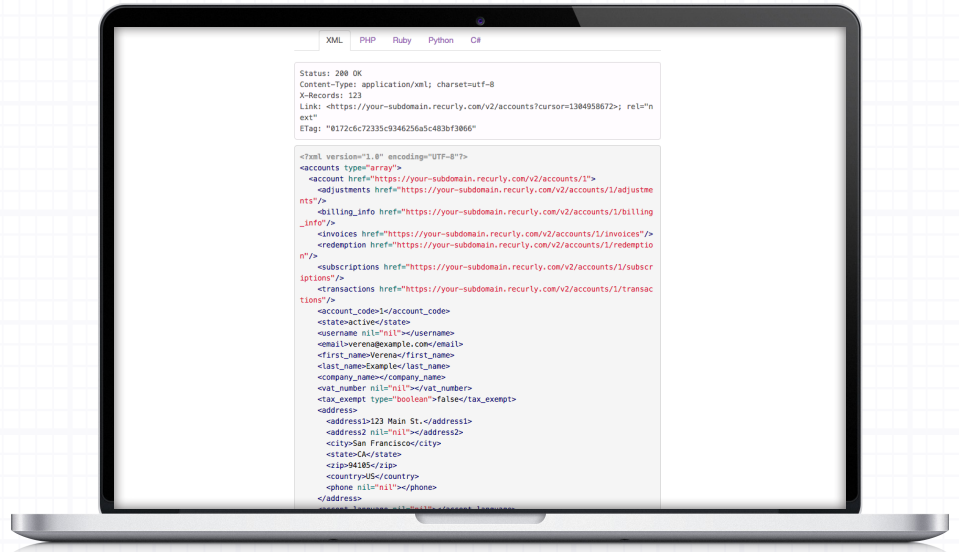 XML PHP Ruby Python C#
Status: 200 OK
Content-Type: application/xml; charset=utf-8
X-Records: 123
Link: <https://your-subdomain.recurly.com/v2/accounts?cursor=1304958672>; rel="n
ext"
ETag: "0172c6c72335c9346256a5c483bf3066"
<?xml version="1.0" encoding="UTF-8"?>
<accounts type="array">
<account href="https://your-subdomain.recurly.com/v2/accounts/1">
<adjustments href="https://your-subdomain.recurly.com/v2/accounts/1/adjustme
nts"/>
<billing_info href="https://your-subdomain.recurly.com/v2/accounts/1/billing
_info"/>
<invoices href="https://your-subdomain.recurly.com/v2/accounts/1/invoices"/>
<redemption href="https://your-subdomain.recurly.com/v2/accounts/1/redemptio
n"/>
<subscriptions href="https://your-subdomain.recurly.com/v2/accounts/1/subscr
iptions"/>
<transactions href="https://your-subdomain.recurly.com/v2/accounts/1/transac
tions"/>
<account_code>1</account_code>
<state>active</state>
<username nil="nil"></username>
<email>verena@example.com</email>
<first_name>Verena</first_name>
<last_name>Example</last_name>
<company_name></company_name>
<vat_number nil="nil"></vat_number>
<tax_exempt type="boolean">false</tax_exempt>
<address>
<address1>123 Main St.</address1>
<address2 nil="nil"></address2>
<city>San Francisco</city>
<state>CA</state>
<zip>94105</zip>
<country>US</country>
<phone nil="nil"></phone>
</address>